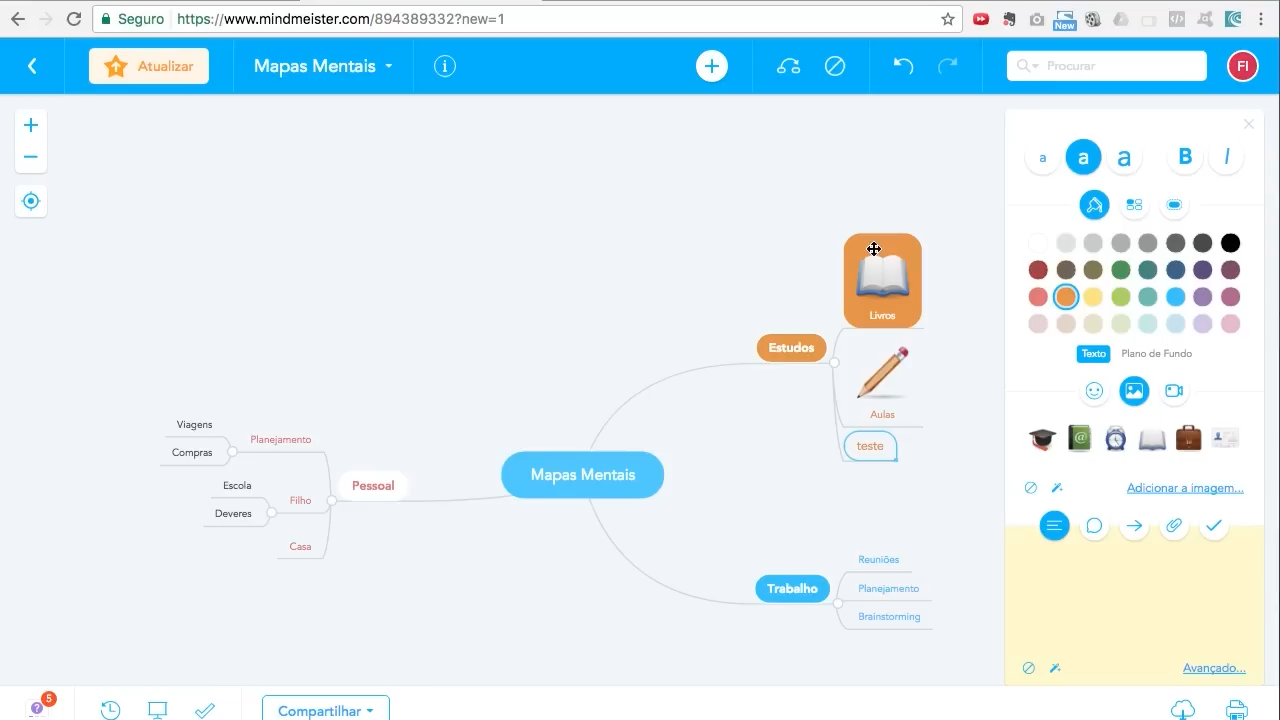 Seguro
https://www.mindmeister.com/894389332?new=1
New
Atualizar
Mapas Mentais
i
Procurar
FI
a a a B I
Livros
Estudos
Aulas
teste
Texto Plano de Fundo
Viagens
Compras
Planejamento
Escola
Deveres
Filho
Pessoal
Casa
Mapas Mentais
Adicionar a imagem...
Reuniões
Trabalho
Planejamento
Brainstorming
Avançado...
5
?
Compartilhar